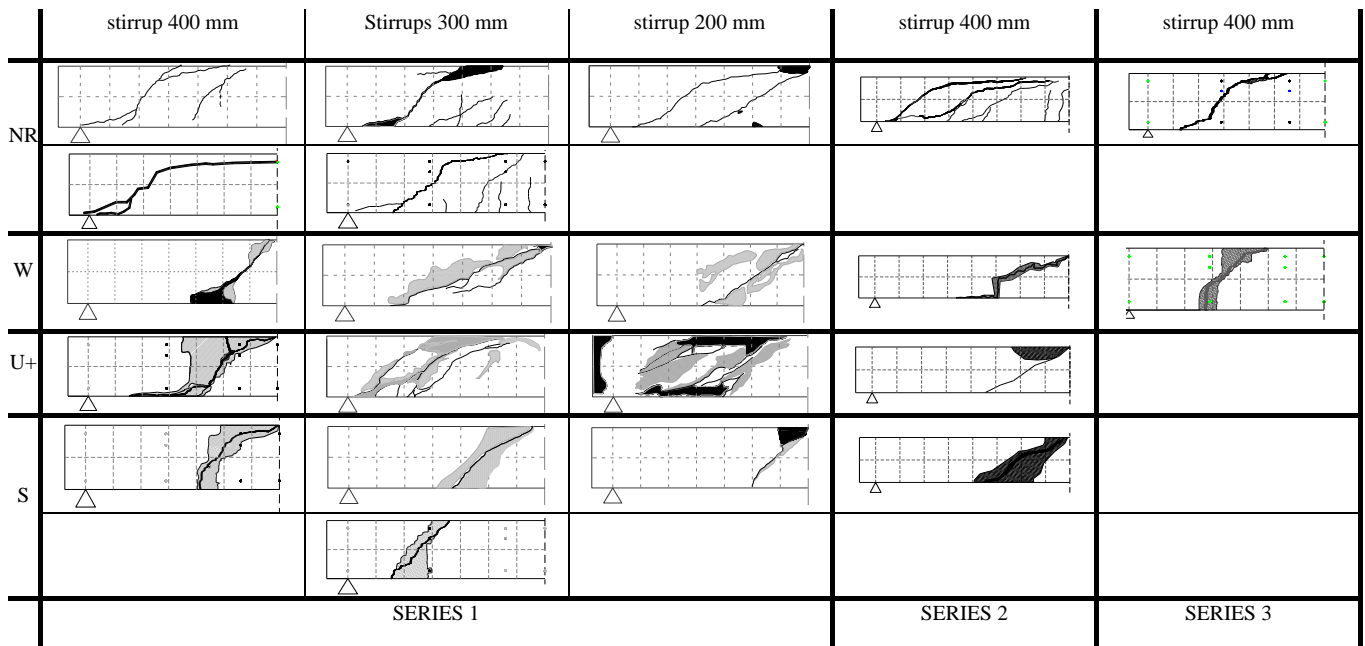 stirrup 400 mm
Stirrups 300 mm
stirrup 200 mm
stirrup 400 mm
stirrup 400 mm
NR
W
U+
S
SERIES 1
SERIES 2
SERIES 3